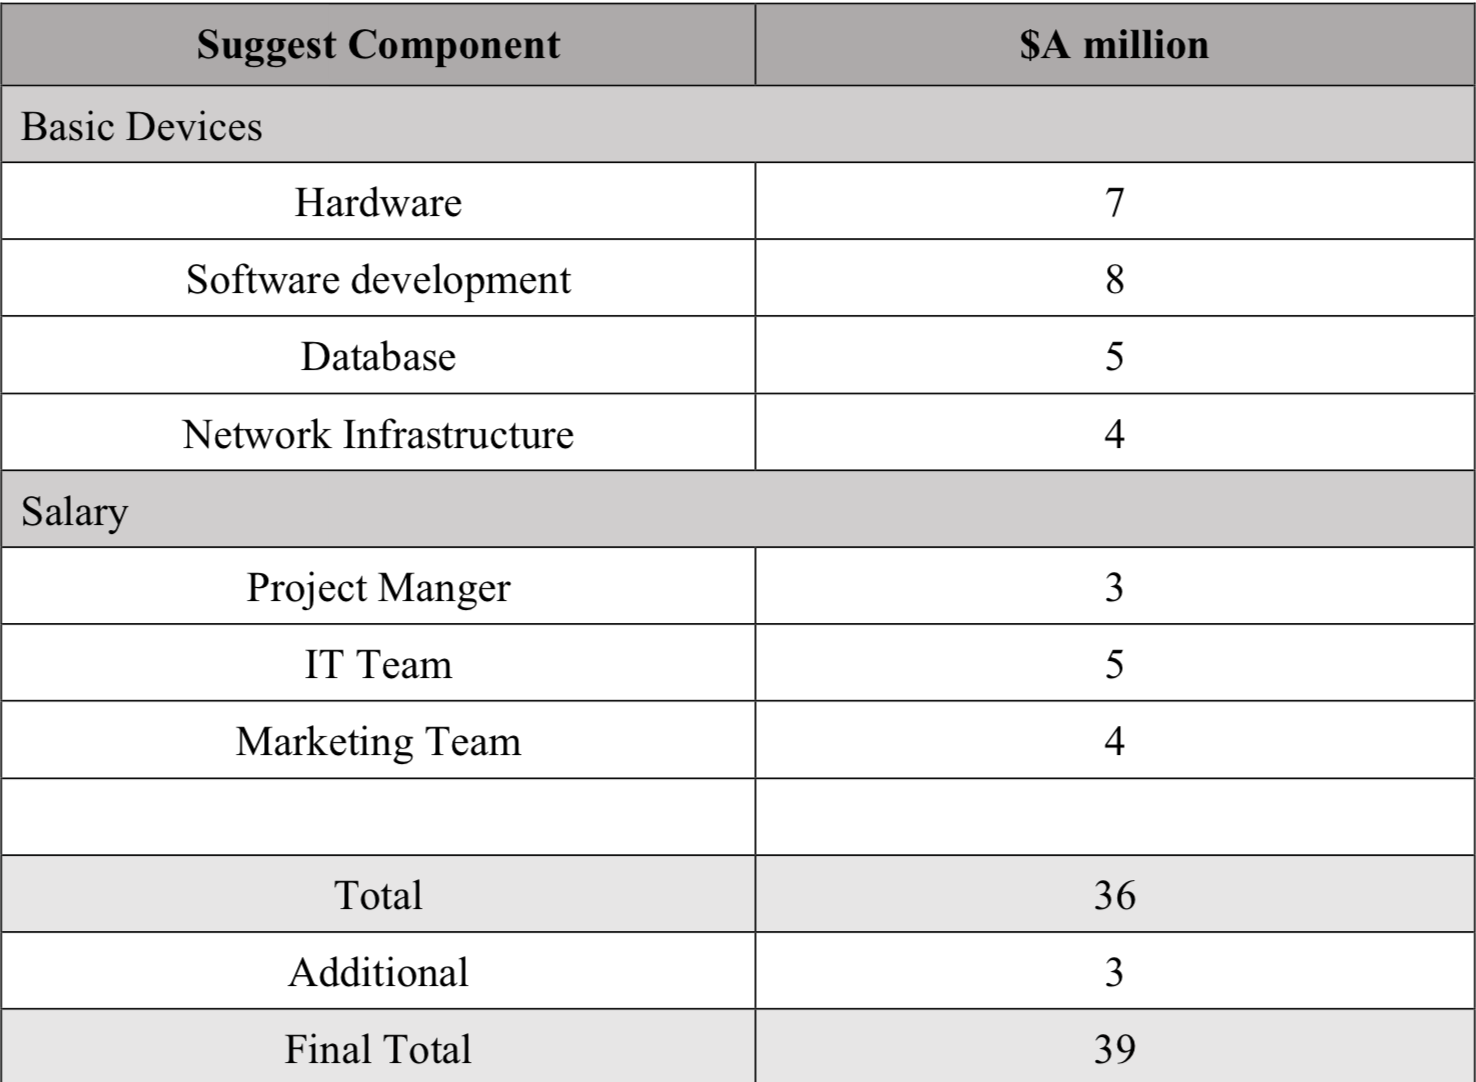 Suggest Component $A million
Basic Devices
Hardware 7
Software development 8
Database 5
Network Infrastructure 4
Salary
Project Manger 3
IT Team 5
Marketing Team 4
Total 36
Additional 3
Final Total 39